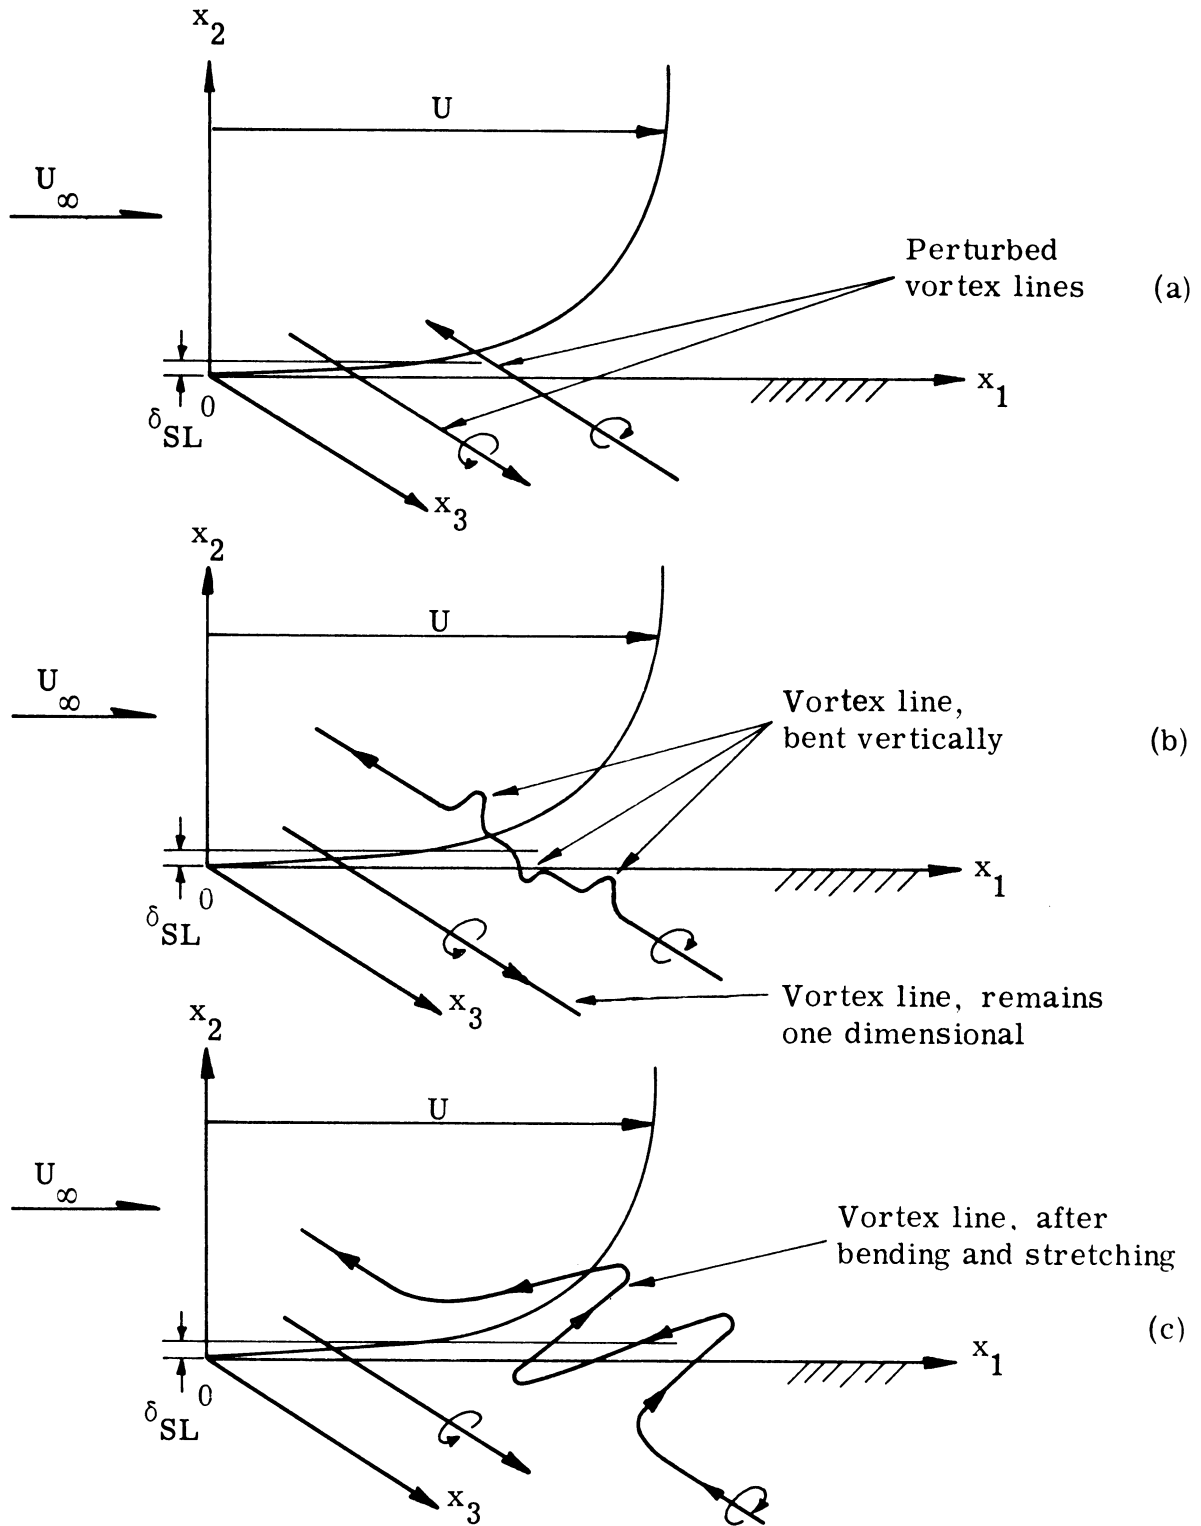 x2
U
U∞
Perturbed
vortex lines
(a)
x1
0
δSL
x3
x2
U
U∞
Vortex line,
bent vertically
(b)
x1
0
δSL
x3
Vortex line, remains
one dimensional
x2
U
U∞
Vortex line, after
bending and stretching
(c)
x1
0
δSL
x3